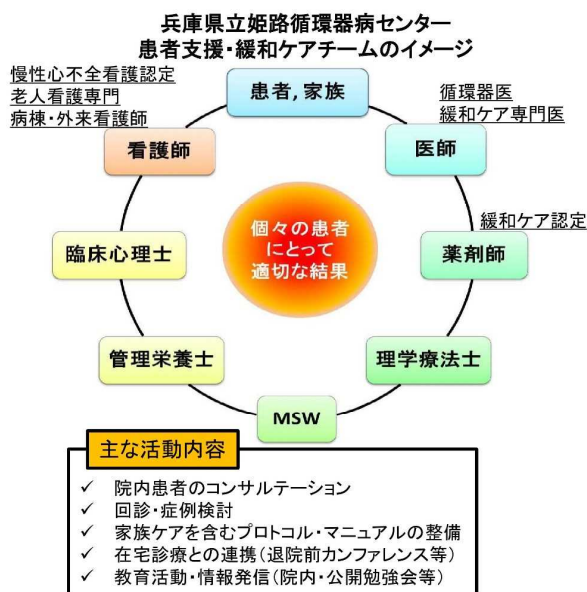 兵庫県立姫路循環器病センター
患者支援・緩和ケアチームのイメージ
患者,家族
慢性心不全看護認定
老人看護専門
病棟・外来看護師
看護師
循環器医
緩和ケア専門医
医師
個々の患者
にとって
適切な結果
臨床心理士
緩和ケア認定
薬剤師
管理栄養士
理学療法士
MSW
主な活動内容
✓ 院内患者のコンサルテーション
✓ 回診・症例検討
✓ 家族ケアを含むプロトコル・マニュアルの整備
✓ 在宅診療との連携(退院前カンファレンス等)
✓ 教育活動・情報発信(院内・公開勉強会等)